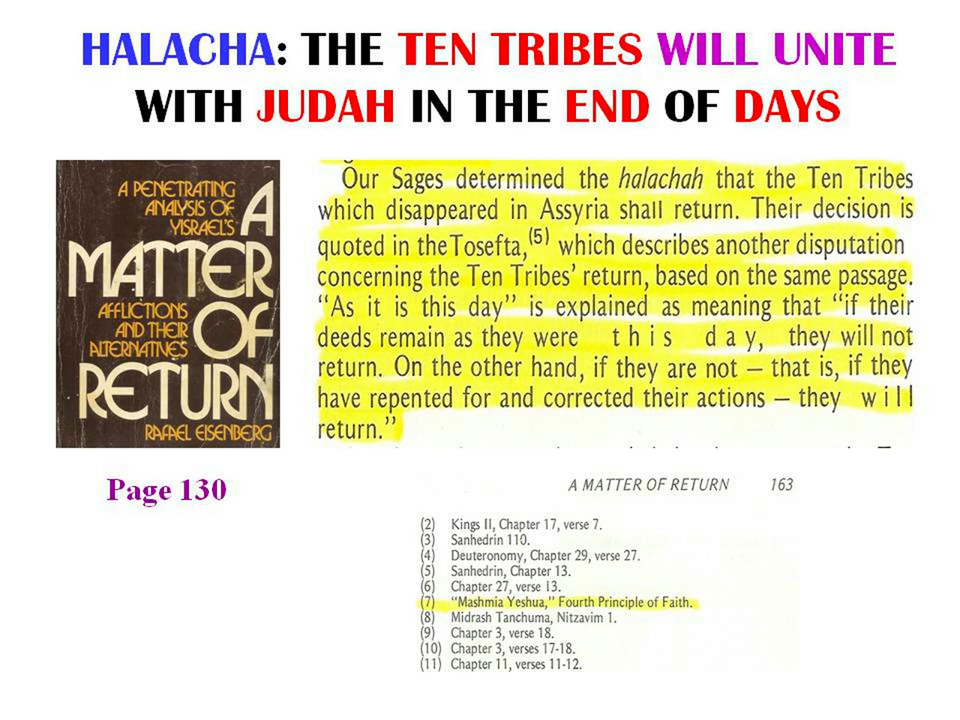 HALACHA: THE TEN TRIBES WILL UNITE
WITH JUDAH IN THE END OF DAYS
A PENETRATING
ANALYSIS OF
YISRAEL'S
A
MATTER
AFFLICTIONS
AND THEIR
ALTERNATIVES
OF
RETURN
RAFAEL EISENBERG
Page 130
Our Sages determined the halachah that the Ten Tribes
which disappeared in Assyria shall return. Their decision is
quoted in the Tosefta,(5) which describes another disputation
concerning the Ten Tribes' return, based on the same passage.
"As it is this day" is explained as meaning that "if their
deeds remain as they were this day, they will not
return. On the other hand, if they are not — that is, if they
have repented for and corrected their actions — they will
return."
A MATTER OF RETURN 163
(2) Kings II, Chapter 17, verse 7.
(3) Sanhedrin 110.
(4) Deuteronomy, Chapter 29, verse 27.
(5) Sanhedrin, Chapter 13.
(6) Chapter 27, verse 13.
(7) "Mashmia Yeshua," Fourth Principle of Faith.
(8) Midrash Tanchuma, Nitzavim 1.
(9) Chapter 3, verse 18.
(10) Chapter 3, verses 17-18.
(11) Chapter 11, verses 11-12.